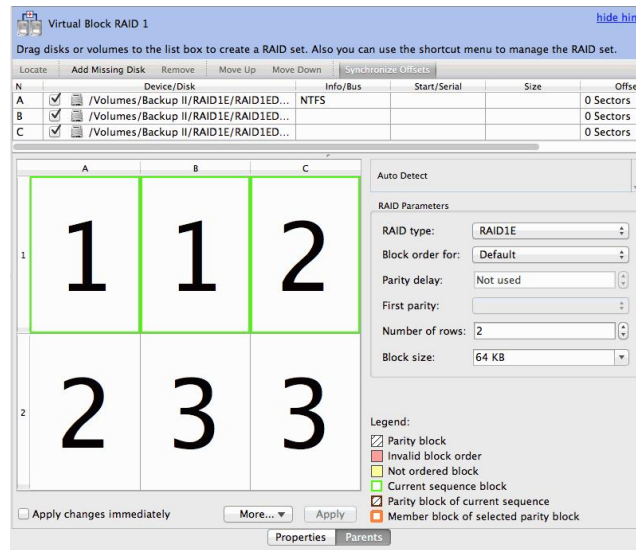 Virtual Block RAID 1
hide hin
Drag disks or volumes to the list box to create a RAID set. Also you can use the shortcut menu to manage the RAID set.
Locate Add Missing Disk Remove Move Up Move Down Synchronize Offsets
N Device/Disk Info/Bus Start/Serial Size Offse
A /Volumes/Backup II/RAID1E/RAID1ED... NTFS 0 Sectors
B /Volumes/Backup II/RAID1E/RAID1ED... 0 Sectors
C /Volumes/Backup II/RAID1E/RAID1ED... 0 Sectors
A B C
1 1 1 2
2 2 3 3
Auto Detect
RAID Parameters
RAID type: RAID1E
Block order for: Default
Parity delay: Not used
First parity:
Number of rows: 2
Block size: 64 KB
Legend:
Parity block
Invalid block order
Not ordered block
Current sequence block
Parity block of current sequence
Member block of selected parity block
Apply changes immediately More... Apply
Properties Parents